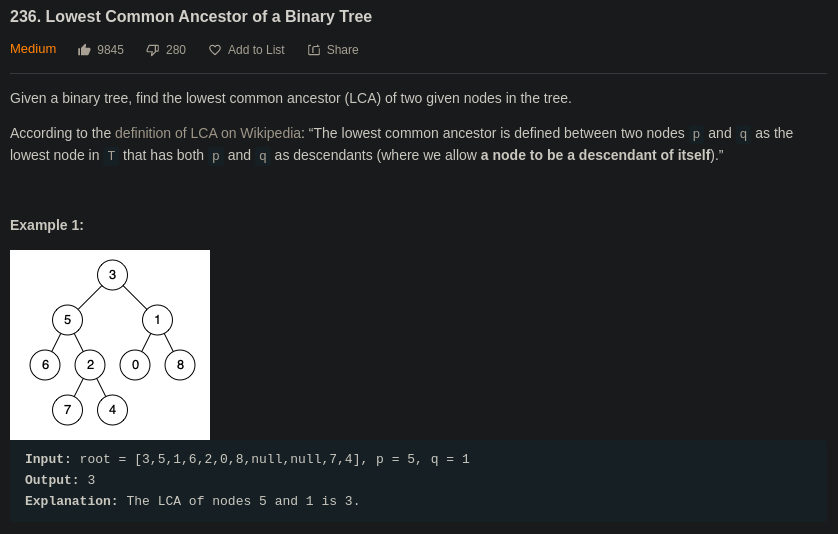 236. Lowest Common Ancestor of a Binary Tree
Medium 9845 280 Add to List Share
Given a binary tree, find the lowest common ancestor (LCA) of two given nodes in the tree.
According to the definition of LCA on Wikipedia: “The lowest common ancestor is defined between two nodes p and q as the
lowest node in T that has both p and q as descendants (where we allow a node to be a descendant of itself).”
Example 1:
3
5 1
6 2 0 8
7 4
Input: root = [3,5,1,6,2,0,8,null,null,7,4], p = 5, q = 1
Output: 3
Explanation: The LCA of nodes 5 and 1 is 3.